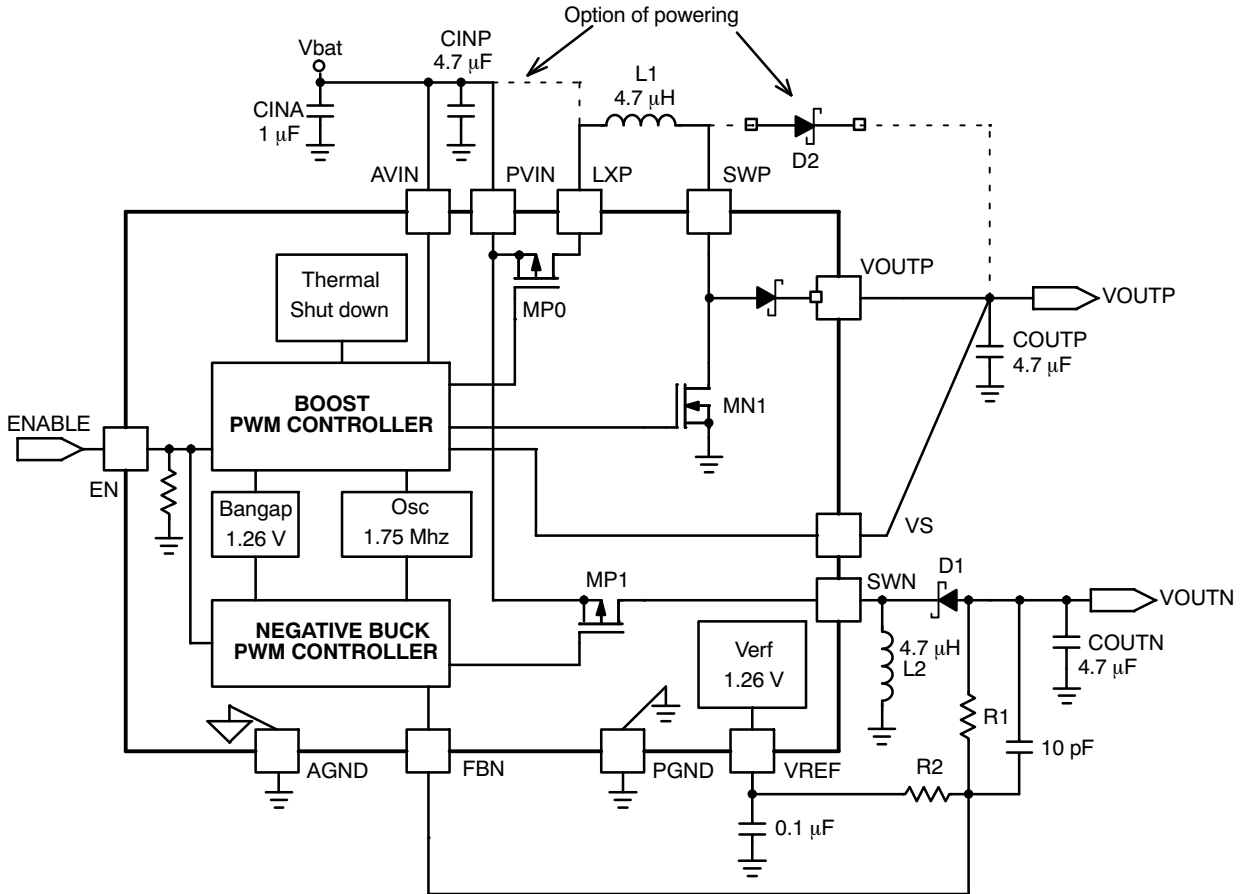 Option of powering
Vbat
CINP
4.7 μF
L1
4.7 μH
CINA
1 μF
D2
AVIN
PVIN
LXP
SWP
Thermal
Shut down
MP0
VOUTP
VOUTP
COUTP
4.7 μF
BOOST
PWM CONTROLLER
MN1
ENABLE
EN
Bangap
1.26 V
Osc
1.75 Mhz
VS
MP1
SWN
D1
VOUTN
NEGATIVE BUCK
PWM CONTROLLER
Verf
1.26 V
4.7 μH
L2
COUTN
4.7 μF
R1
10 pF
AGND
FBN
PGND
VREF
R2
0.1 μF